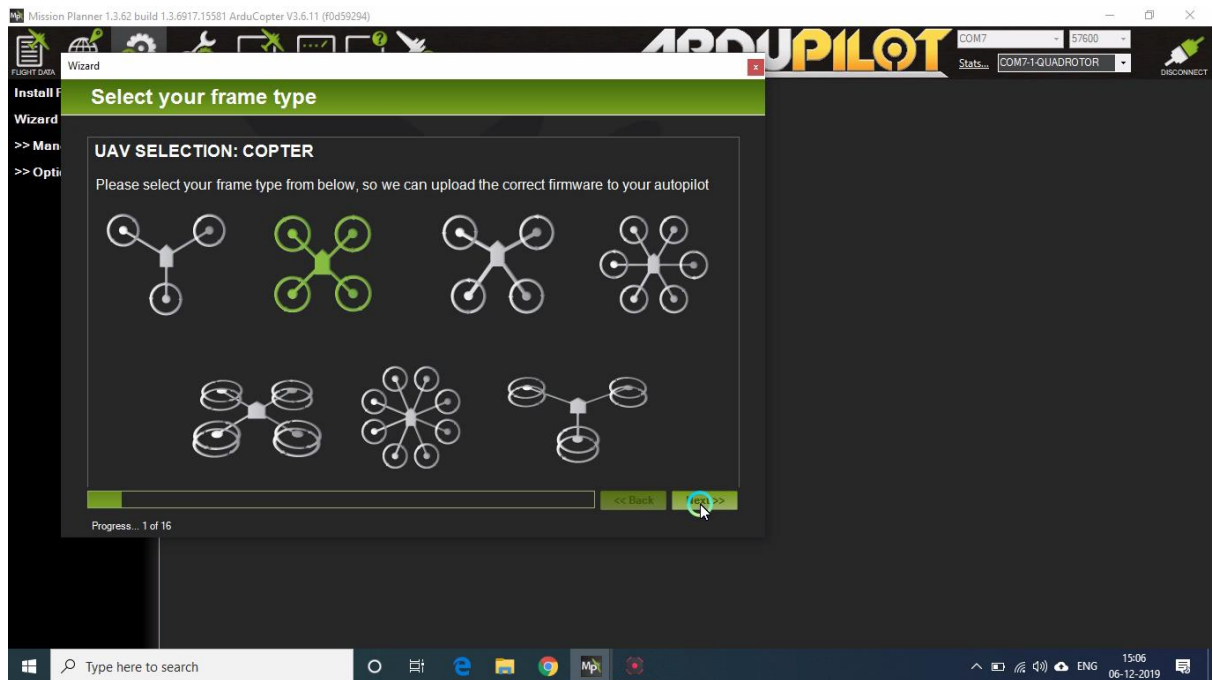 Mission Planner 1.3.62 build 1.3.6917.15581 ArduCopter V3.6.11 (f0d59294)
ARDUPILOT
COM7 57600
Stats... COM7-1-QUADROTOR
FLIGHT DATA
DISCONNECT
Install F
Wizard
>> Man
>> Opti
Wizard
x
Select your frame type
UAV SELECTION: COPTER
Please select your frame type from below, so we can upload the correct firmware to your autopilot
<< Back Next >>
Progress... 1 of 16
Type here to search
Mp
ENG
15:06
06-12-2019